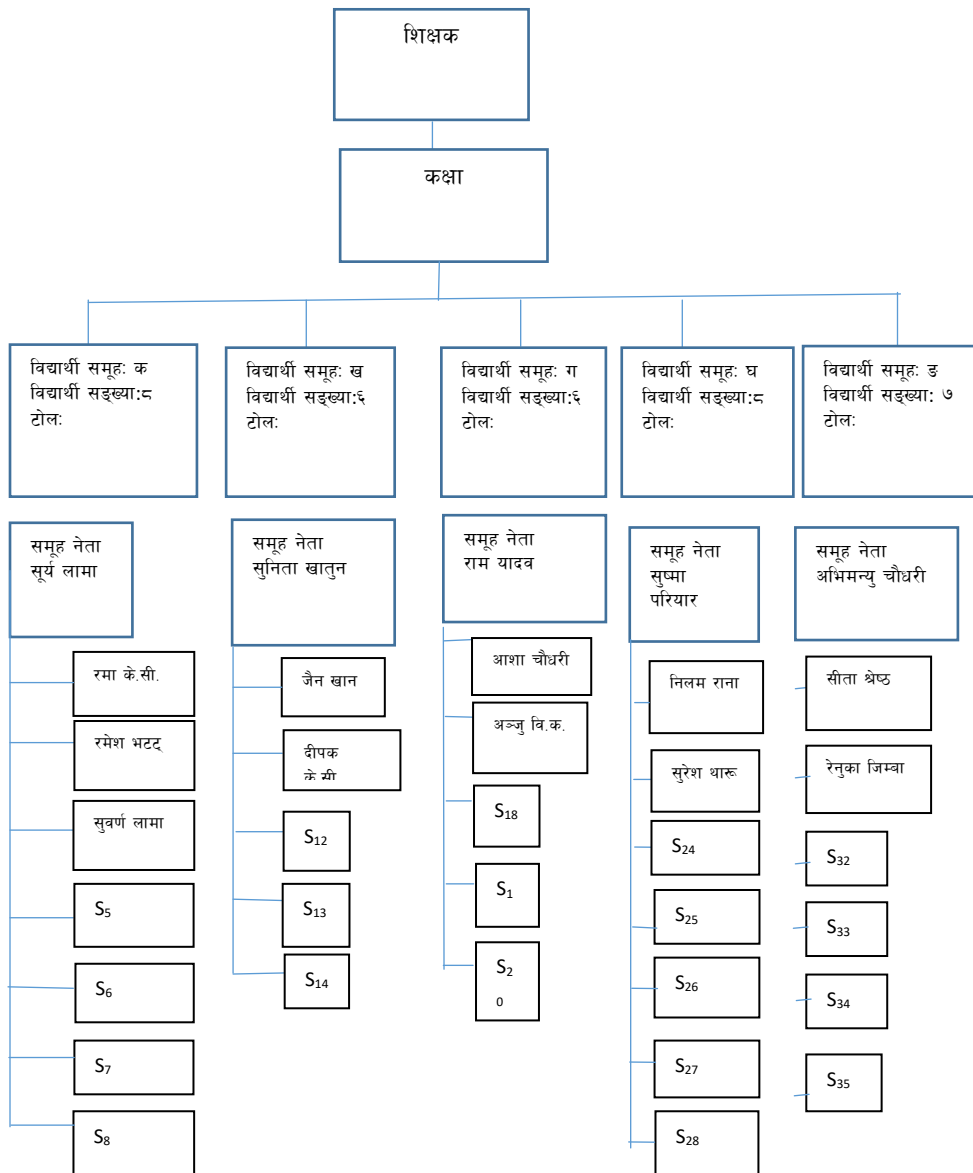 शिक्षक
कक्षा
विद्यार्थी समूह: क
विद्यार्थी सङ्ख्या:८
टोल:
विद्यार्थी समूह: ख
विद्यार्थी सङ्ख्या:६
टोल:
विद्यार्थी समूह: ग
विद्यार्थी सङ्ख्या:६
टोल:
विद्यार्थी समूह: घ
विद्यार्थी सङ्ख्या:८
टोल:
विद्यार्थी समूह: ङ
विद्यार्थी सङ्ख्या: ७
टोल:
समूह नेता
सूर्य लामा
रमा के.सी.
रमेश भटट्
सुवर्ण लामा
S5
S6
S7
S8
समूह नेता
सुनिता खातुन
जैन खान
दीपक
के.सी
S12
S13
S14
समूह नेता
राम यादव
आशा चौधरी
अञ्जु वि.क.
S18
S1
S2
0
समूह नेता
सुष्मा
परियार
निलम राना
सुरेश थारू
S24
S25
S26
S27
S28
समूह नेता
अभिमन्यु चौधरी
सीता श्रेष्ठ
रेनुका जिम्बा
S32
S33
S34
S35